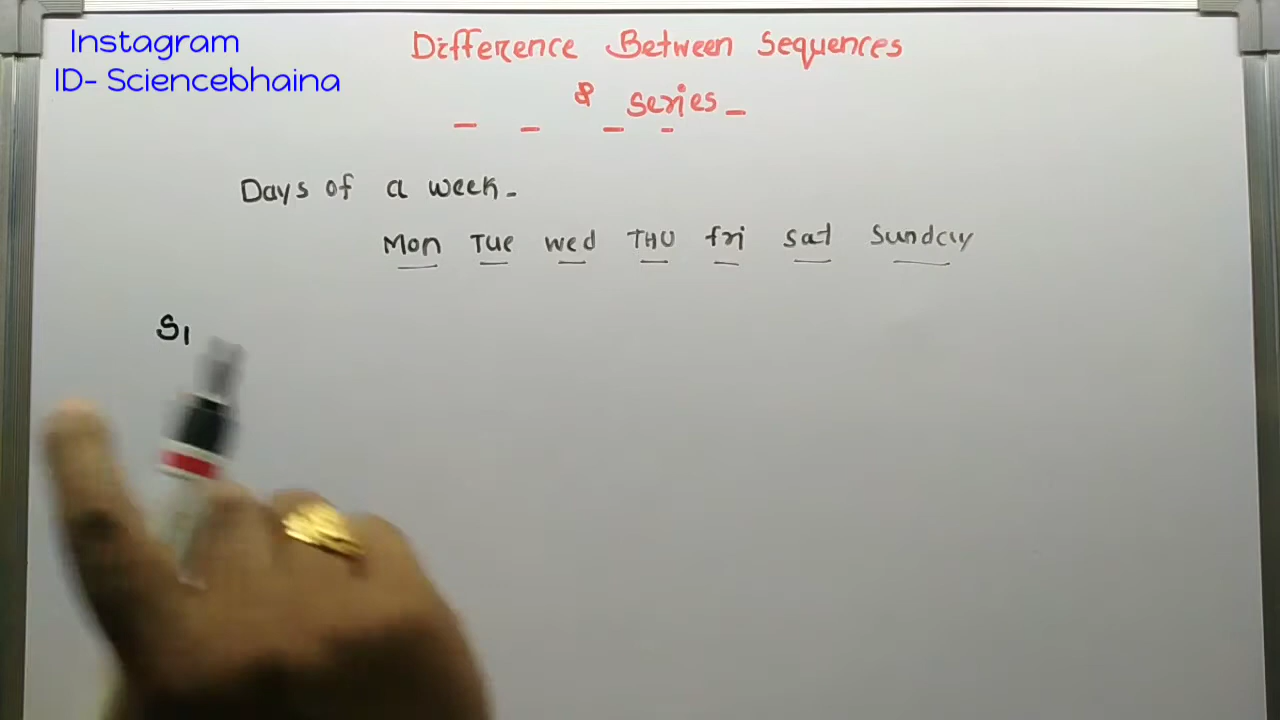 Instagram
ID- Sciencebhaina
Difference Between Sequences
& Series
Days of a week.
Mon Tue wed THU fri sat Sunday
S1